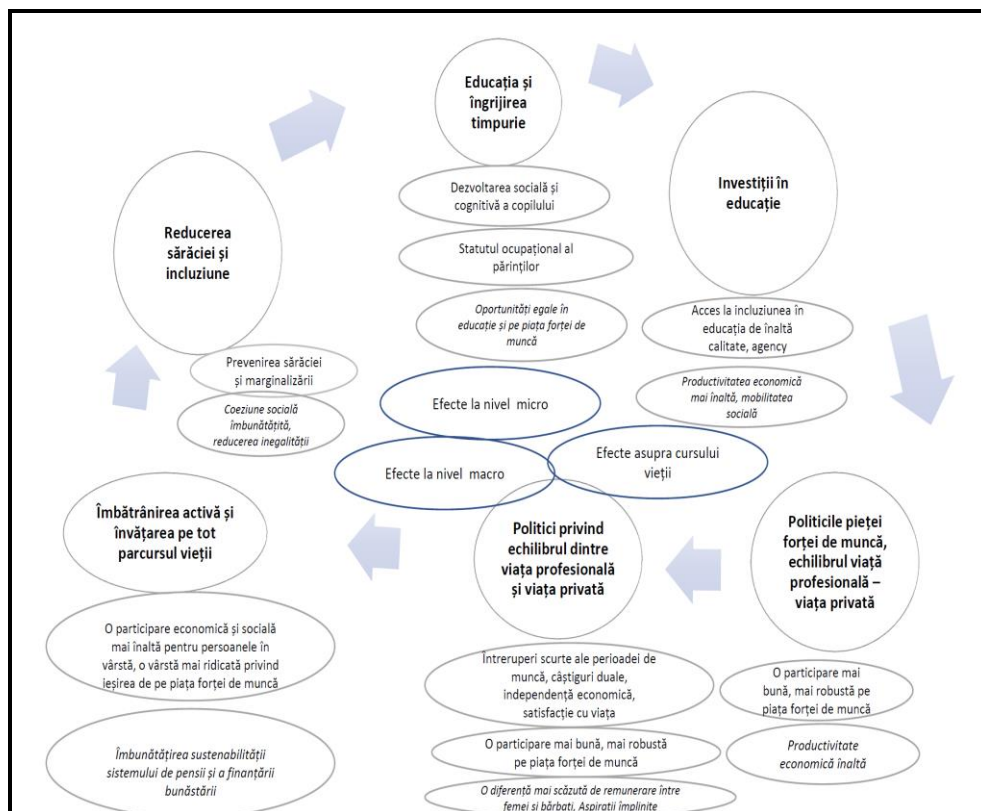 Educația și
îngrijirea
timpurie
Dezvoltarea socială și
cognitivă a copilului
Statutul ocupațional al
părinților
Oportunități egale în
educație și pe piața forței de
muncă
Investiții în
educație
Acces la incluziunea în
educația de înaltă
calitate, agency
Productivitatea economică
mai înaltă, mobilitatea
socială
Reducerea
sărăciei și
incluziune
Prevenirea sărăciei
și marginalizării
Coeziune socială
îmbunătățită,
reducerea inegalității
Efecte la nivel micro
Efecte la nivel macro
Efecte asupra cursului
vieții
Politicile pieței
forței de muncă,
echilibrul viață
profesională –
viața privată
O participare mai
bună, mai robustă pe
piața forței de muncă
Productivitate
economică înaltă
Politici privind
echilibrul dintre
viața profesională
și viața privată
Întreruperi scurte ale perioadei de
muncă, câștiguri duale,
independență economică,
satisfacție cu viața
O participare mai bună, mai robustă
pe piața forței de muncă
O diferență mai scăzută de remunerare între
femei și bărbați. Aspirații împlinite
Îmbătrânirea activă și
învățarea pe tot
parcursul vieții
O participare economică și socială
mai înaltă pentru persoanele în
vârstă, o vârstă mai ridicată privind
ieșirea de pe piața forței de muncă
Îmbunătățirea sustenabilității
sistemului de pensii și a finanțării
bunăstării